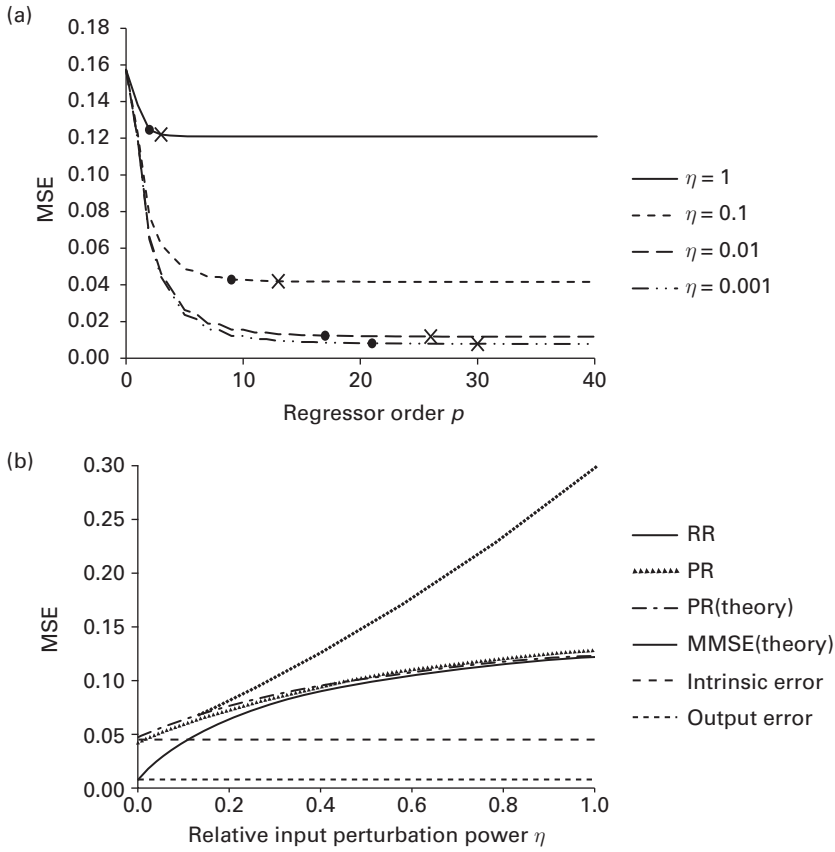 (a)
0.18
0.16
0.14
0.12
0.10
0.08
0.06
0.04
0.02
0.00
MSE
0 10 20 30 40
Regressor order p
η = 1
η = 0.1
η = 0.01
η = 0.001
(b)
0.30
0.25
0.20
0.15
0.10
0.05
0.00
MSE
0.0 0.2 0.4 0.6 0.8 1.0
Relative input perturbation power η
RR
PR
PR(theory)
MMSE(theory)
Intrinsic error
Output error